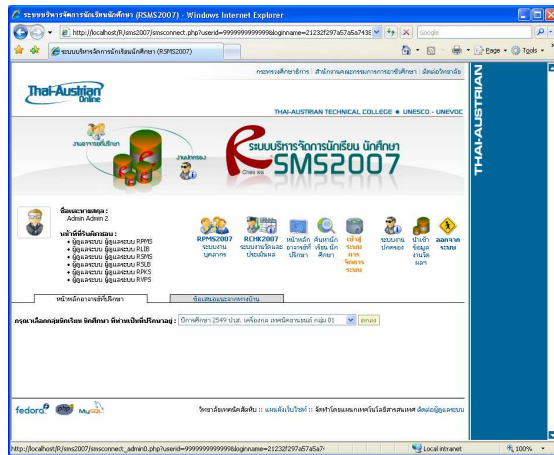 ระบบบริหารจัดการนักเรียนนักศึกษา (RSMS2007) - Windows Internet Explorer
http://localhost/R/sms2007/smsconnect.php?userid=9999999999999&loginname=21232f297a57a5a7438
Google
ระบบบริหารจัดการนักเรียนนักศึกษา (RSMS2007)
Page
Tools
กระทรวงศึกษาธิการ | สำนักงานคณะกรรมการการอาชีวศึกษา | ติดต่อวิทยาลัย
Thai-Austrian
Online
THAI-AUSTRIAN TECHNICAL COLLEGE ● UNESCO - UNEVOC
THAI-AUSTRIAN
งานอาจารย์ที่ปรึกษา
งานปกครอง
ระบบบริหารจัดการนักเรียน นักศึกษา
SMS2007
ชื่อและนามสกุล :
Admin Admin 2
หน้าที่ที่รับผิดชอบ :
• ผู้ดูแลระบบ ผู้ดูแลระบบ RPMS
• ผู้ดูแลระบบ ผู้ดูแลระบบ RLIB
• ผู้ดูแลระบบ ผู้ดูแลระบบ RSMS
• ผู้ดูแลระบบ ผู้ดูแลระบบ RSLB
• ผู้ดูแลระบบ ผู้ดูแลระบบ RPKS
• ผู้ดูแลระบบ ผู้ดูแลระบบ RVPS
RPMS2007 ระบบงานบุคลากร
RCHK2007 ระบบงานวัดและประเมินผล
หน้าหลักอาจารย์ที่ปรึกษา
ค้นหานักเรียน นักศึกษา
เข้าสู่ระบบการจัดการระบบ
ระบบงานปกครอง
นำเข้าข้อมูลงานวัดผลฯ
ออกจากระบบ
หน้าหลักอาจารย์ที่ปรึกษา
ข้อเสนอแนะจากทางบ้าน
กรุณาเลือกกลุ่มนักเรียน นักศึกษา ที่ท่านเป็นที่ปรึกษาอยู่ : ปีการศึกษา 2549 ปวส. เครื่องกล เทคนิคยานยนต์ กลุ่ม 01 ตกลง
fedora
php
MySQL
วิทยาลัยเทคนิคสัตหีบ :: แผนผังเว็บไซท์ :: จัดทำโดยแผนกเทคโนโลยีสารสนเทศ ติดต่อผู้ดูแลระบบ
http://localhost/R/sms2007/smsconnect_admin0.php?userid=9999999999999&loginname=21232f297a57a5a7
Local intranet
100%